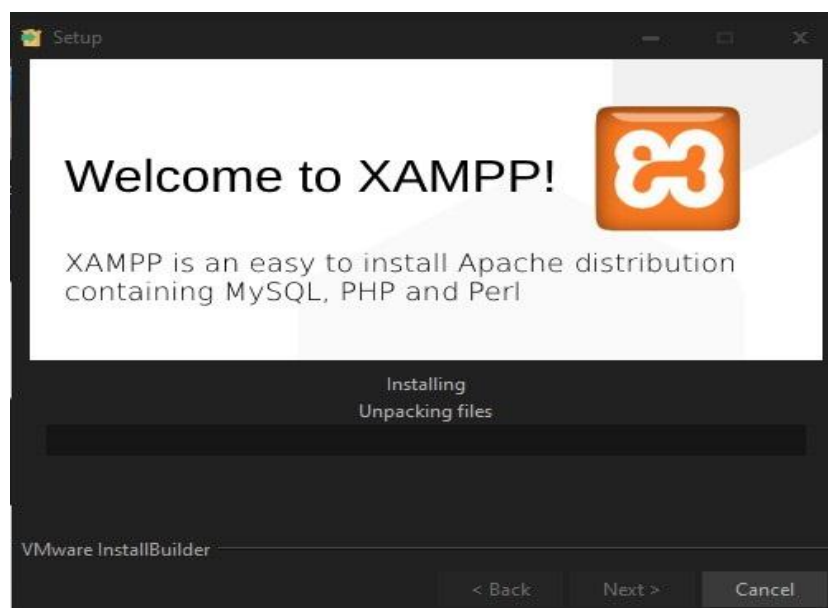 Setup
Welcome to XAMPP!
XAMPP is an easy to install Apache distribution
containing MySQL, PHP and Perl
Installing
Unpacking files
VMware InstallBuilder
< Back Next > Cancel